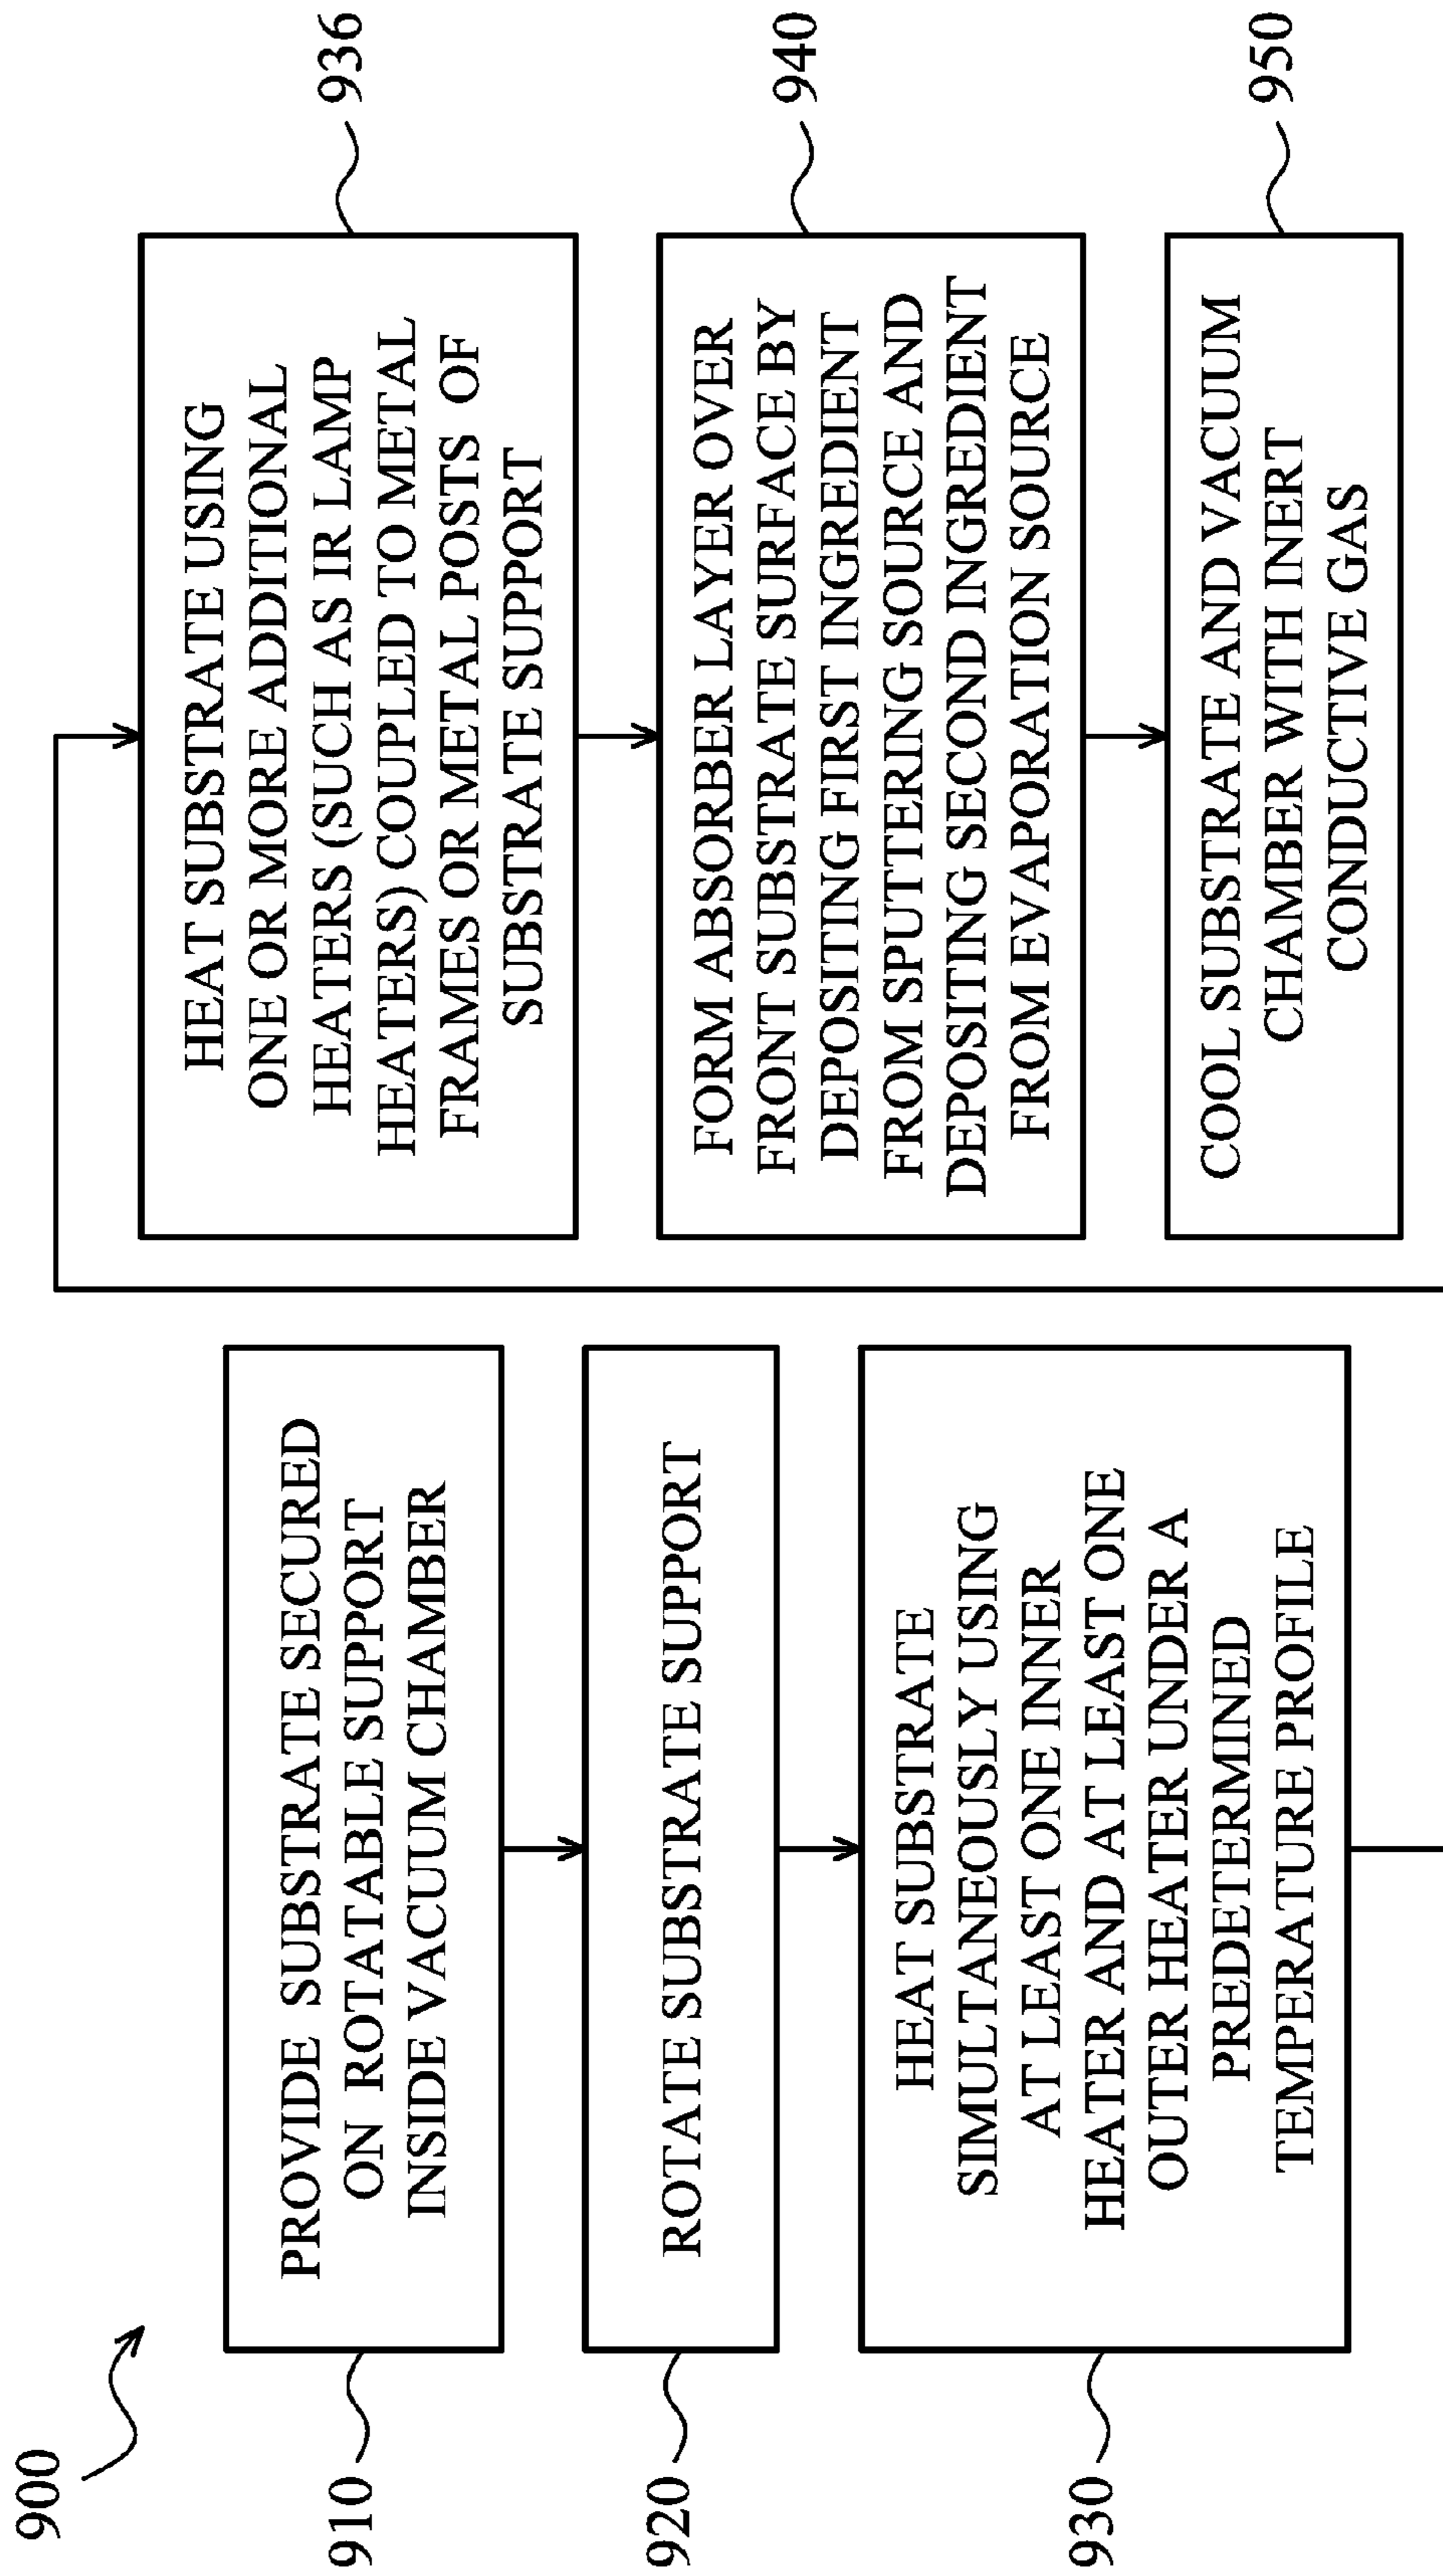 900
910
PROVIDE SUBSTRATE SECURED
ON ROTATABLE SUPPORT
INSIDE VACUUM CHAMBER
920
ROTATE SUBSTRATE SUPPORT
930
HEAT SUBSTRATE
SIMULTANEOUSLY USING
AT LEAST ONE INNER
HEATER AND AT LEAST ONE
OUTER HEATER UNDER A
PREDETERMINED
TEMPERATURE PROFILE
HEAT SUBSTRATE USING
ONE OR MORE ADDITIONAL
HEATERS (SUCH AS IR LAMP
HEATERS) COUPLED TO METAL
FRAMES OR METAL POSTS OF
SUBSTRATE SUPPORT
936
FORM ABSORBER LAYER OVER
FRONT SUBSTRATE SURFACE BY
DEPOSITING FIRST INGREDIENT
FROM SPUTTERING SOURCE AND
DEPOSITING SECOND INGREDIENT
FROM EVAPORATION SOURCE
940
COOL SUBSTRATE AND VACUUM
CHAMBER WITH INERT
CONDUCTIVE GAS
950